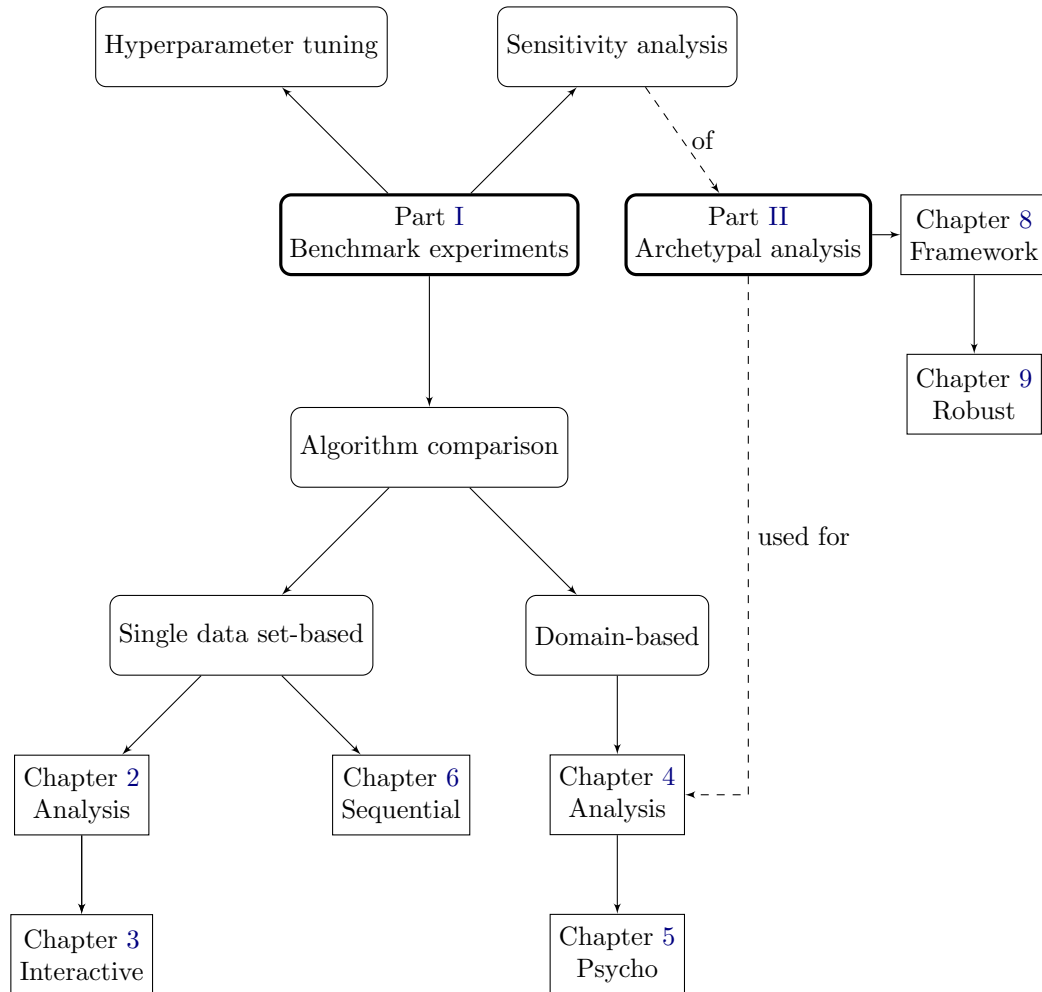 Hyperparameter tuning
Sensitivity analysis
of
Part I
Benchmark experiments
Part II
Archetypal analysis
Chapter 8
Framework
Chapter 9
Robust
Algorithm comparison
used for
Single data set-based
Domain-based
Chapter 2
Analysis
Chapter 6
Sequential
Chapter 4
Analysis
Chapter 3
Interactive
Chapter 5
Psycho